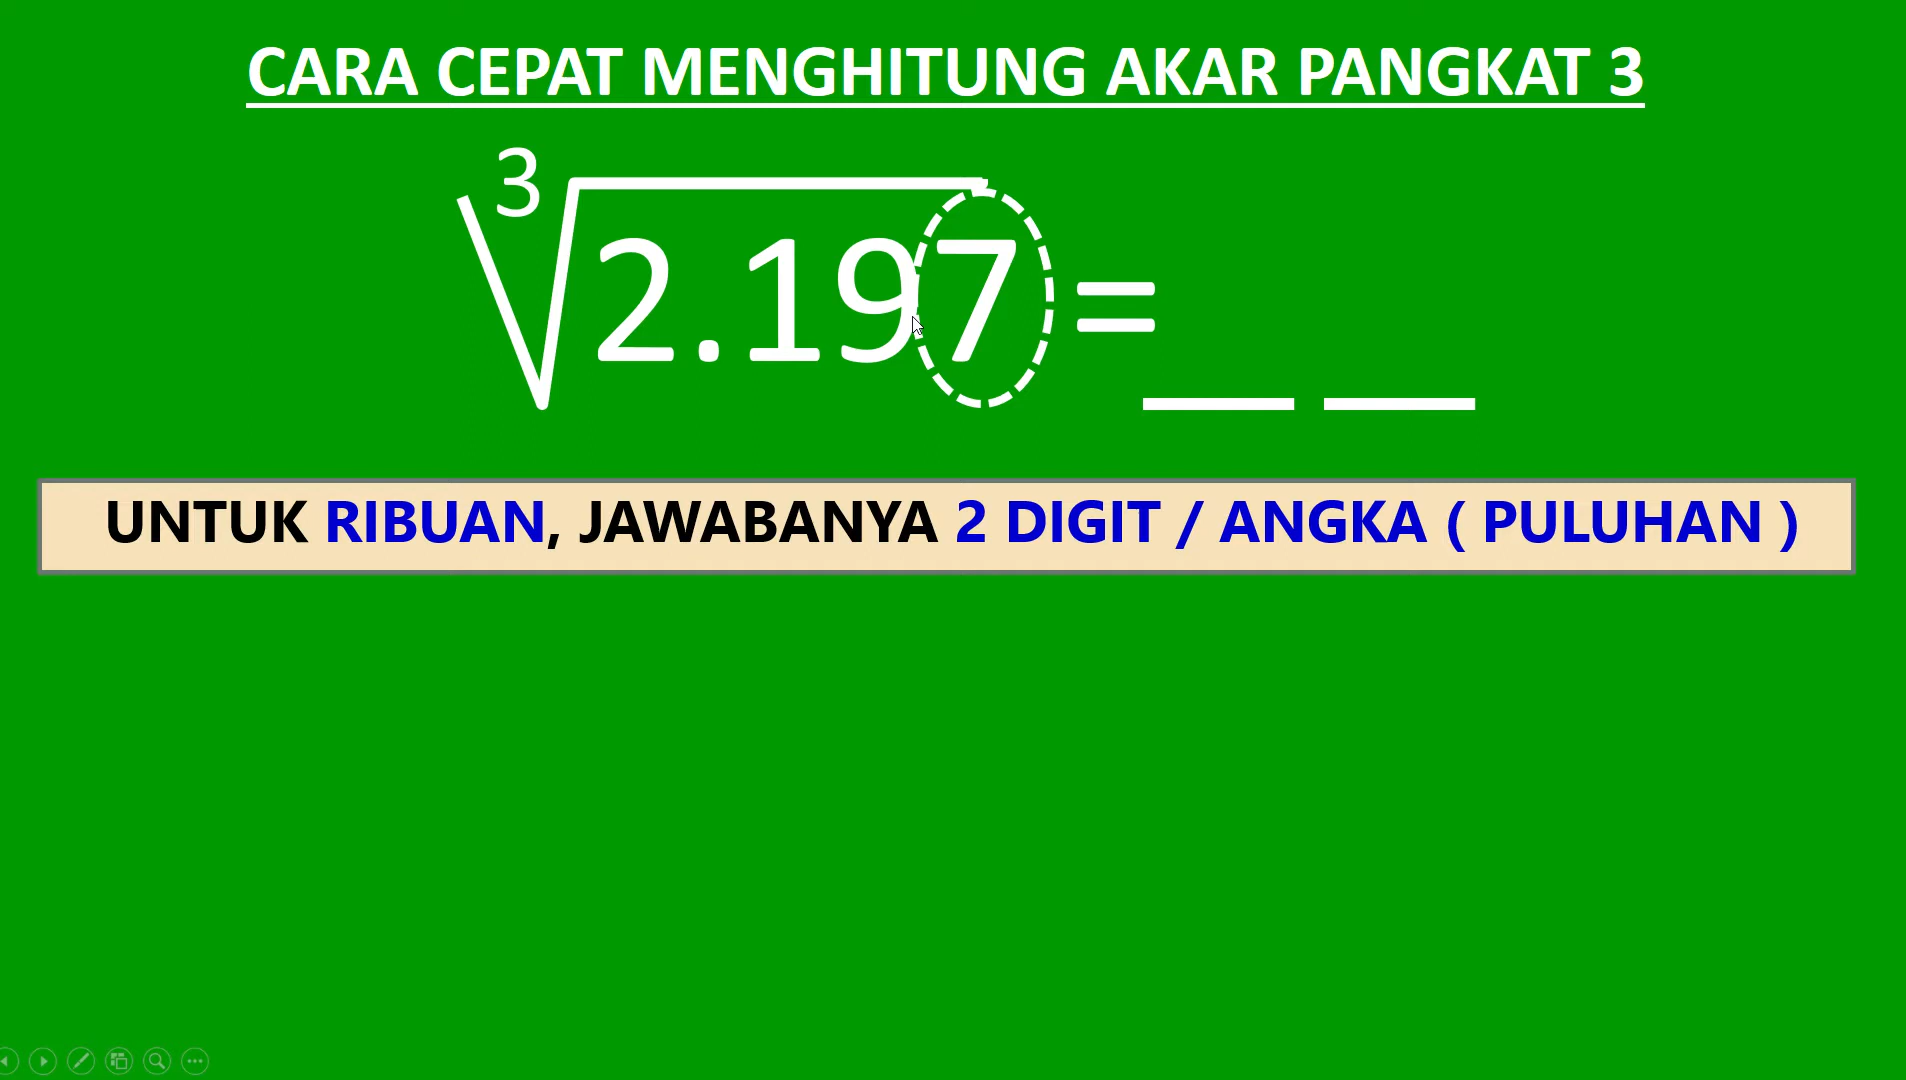 CARA CEPAT MENGHITUNG AKAR PANGKAT 3
3
√2.197 = __ __
UNTUK RIBUAN, JAWABANYA 2 DIGIT / ANGKA ( PULUHAN )